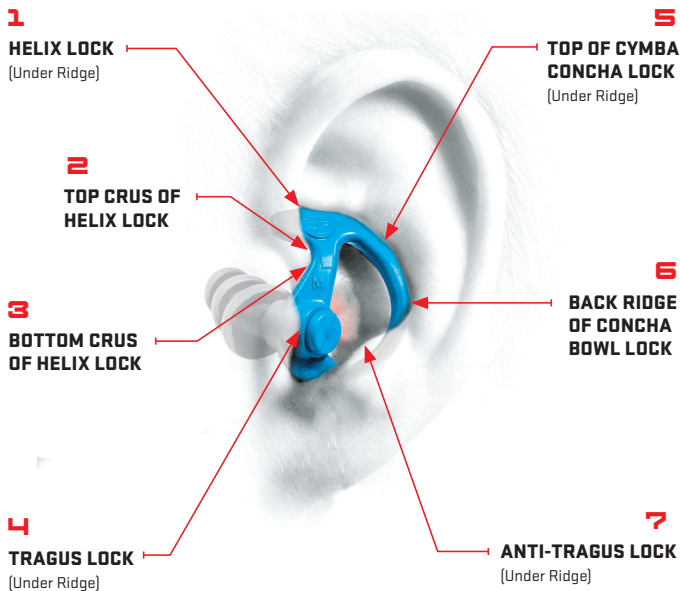 1
HELIX LOCK
(Under Ridge)
2
TOP CRUS OF
HELIX LOCK
3
BOTTOM CRUS
OF HELIX LOCK
4
TRAGUS LOCK
(Under Ridge)
5
TOP OF CYMBA
CONCHA LOCK
(Under Ridge)
6
BACK RIDGE
OF CONCHA
BOWL LOCK
7
ANTI-TRAGUS LOCK
(Under Ridge)
M